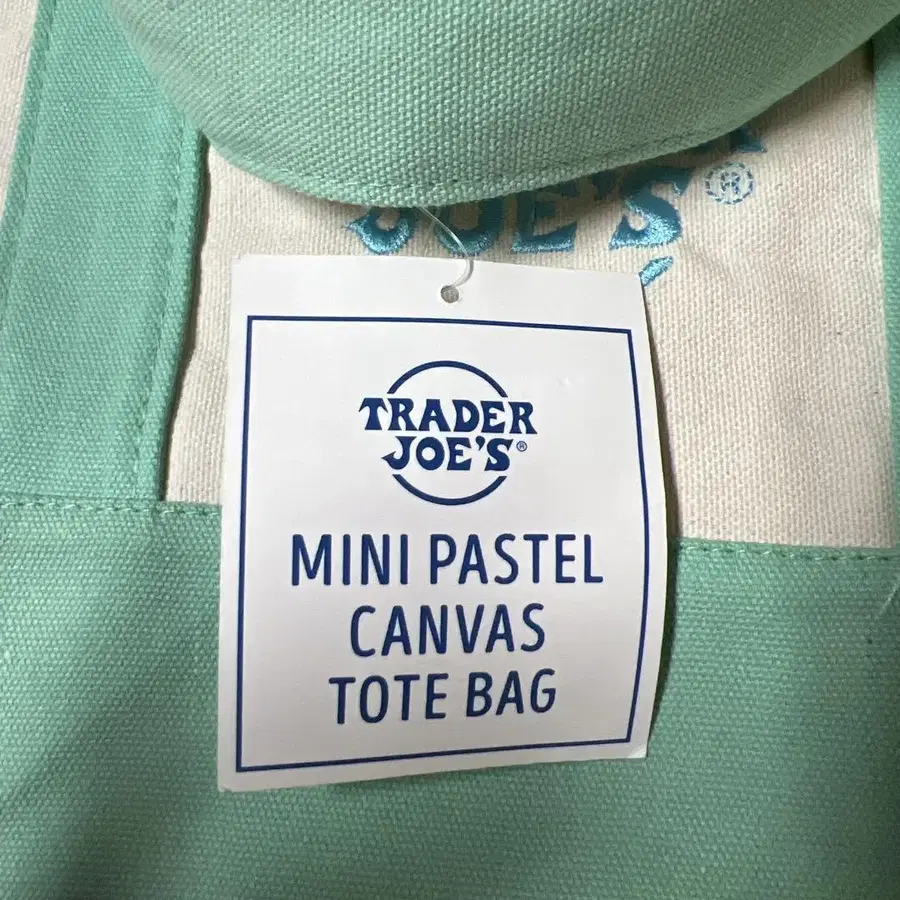 JOE'S®
TRADER
JOE'S®
MINI PASTEL
CANVAS
TOTE BAG